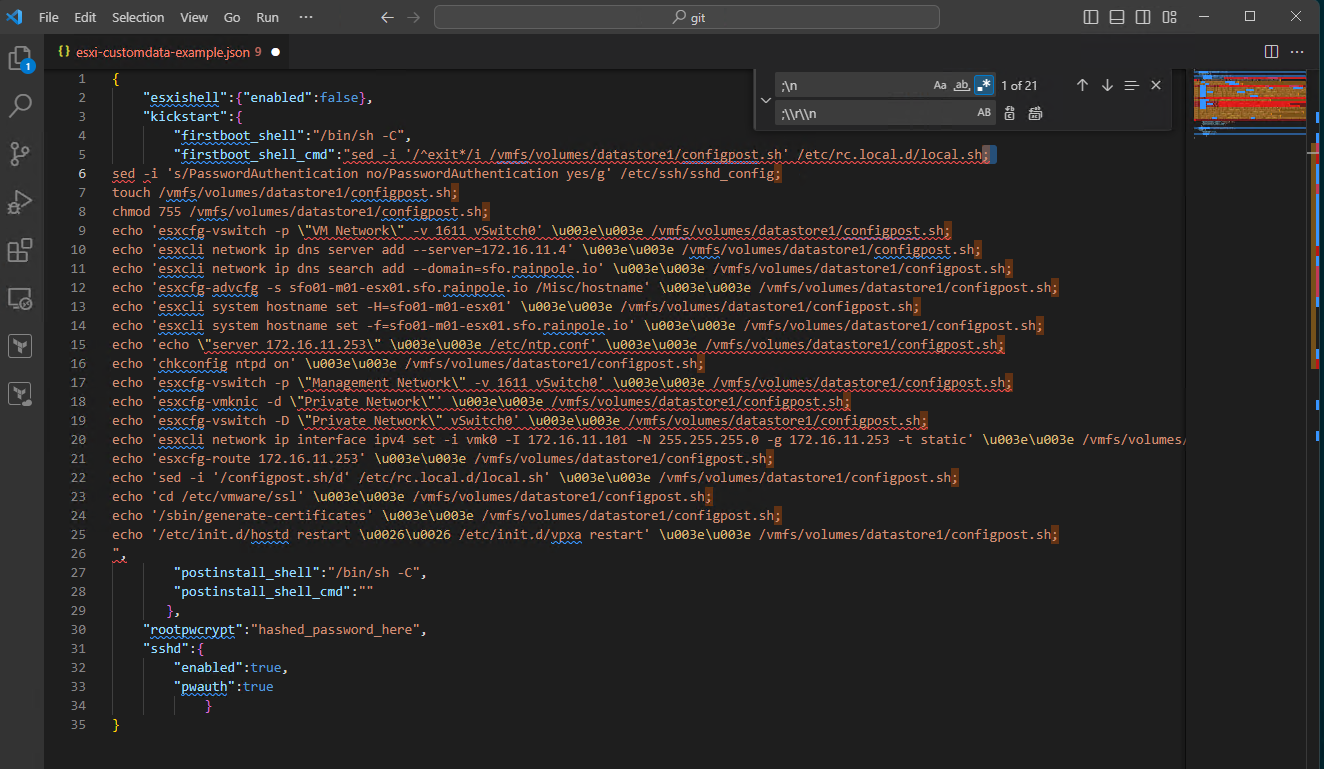 File Edit Selection View Go Run ··· git
esxi-customdata-example.json 9
;\n Aa ab .* 1 of 21
;\\r\\n AB
1
1 {
2 "esxishell":{"enabled":false},
3 "kickstart":{
4 "firstboot_shell":"/bin/sh -C",
5 "firstboot_shell_cmd":"sed -i '/^exit*/i /vmfs/volumes/datastore1/configpost.sh' /etc/rc.local.d/local.sh;
6 sed -i 's/PasswordAuthentication no/PasswordAuthentication yes/g' /etc/ssh/sshd_config;
7 touch /vmfs/volumes/datastore1/configpost.sh;
8 chmod 755 /vmfs/volumes/datastore1/configpost.sh;
9 echo 'esxcfg-vswitch -p \"VM Network\" -v 1611 vSwitch0' \u003e\u003e /vmfs/volumes/datastore1/configpost.sh;
10 echo 'esxcli network ip dns server add --server=172.16.11.4' \u003e\u003e /vmfs/volumes/datastore1/configpost.sh;
11 echo 'esxcli network ip dns search add --domain=sfo.rainpole.io' \u003e\u003e /vmfs/volumes/datastore1/configpost.sh;
12 echo 'esxcfg-advcfg -s sfo01-m01-esx01.sfo.rainpole.io /Misc/hostname' \u003e\u003e /vmfs/volumes/datastore1/configpost.sh;
13 echo 'esxcli system hostname set -H=sfo01-m01-esx01' \u003e\u003e /vmfs/volumes/datastore1/configpost.sh;
14 echo 'esxcli system hostname set -f=sfo01-m01-esx01.sfo.rainpole.io' \u003e\u003e /vmfs/volumes/datastore1/configpost.sh;
15 echo 'echo \"server 172.16.11.253\" \u003e\u003e /etc/ntp.conf' \u003e\u003e /vmfs/volumes/datastore1/configpost.sh;
16 echo 'chkconfig ntpd on' \u003e\u003e /vmfs/volumes/datastore1/configpost.sh;
17 echo 'esxcfg-vswitch -p \"Management Network\" -v 1611 vSwitch0' \u003e\u003e /vmfs/volumes/datastore1/configpost.sh;
18 echo 'esxcfg-vmknic -d \"Private Network\"' \u003e\u003e /vmfs/volumes/datastore1/configpost.sh;
19 echo 'esxcfg-vswitch -D \"Private Network\" vSwitch0' \u003e\u003e /vmfs/volumes/datastore1/configpost.sh;
20 echo 'esxcli network ip interface ipv4 set -i vmk0 -I 172.16.11.101 -N 255.255.255.0 -g 172.16.11.253 -t static' \u003e\u003e /vmfs/volumes/
21 echo 'esxcfg-route 172.16.11.253' \u003e\u003e /vmfs/volumes/datastore1/configpost.sh;
22 echo 'sed -i '/configpost.sh/d' /etc/rc.local.d/local.sh' \u003e\u003e /vmfs/volumes/datastore1/configpost.sh;
23 echo 'cd /etc/vmware/ssl' \u003e\u003e /vmfs/volumes/datastore1/configpost.sh;
24 echo '/sbin/generate-certificates' \u003e\u003e /vmfs/volumes/datastore1/configpost.sh;
25 echo '/etc/init.d/hostd restart \u0026\u0026 /etc/init.d/vpxa restart' \u003e\u003e /vmfs/volumes/datastore1/configpost.sh;
26 ",
27 "postinstall_shell":"/bin/sh -C",
28 "postinstall_shell_cmd":""
29 },
30 "rootpwcrypt":"hashed_password_here",
31 "sshd":{
32 "enabled":true,
33 "pwauth":true
34 }
35 }